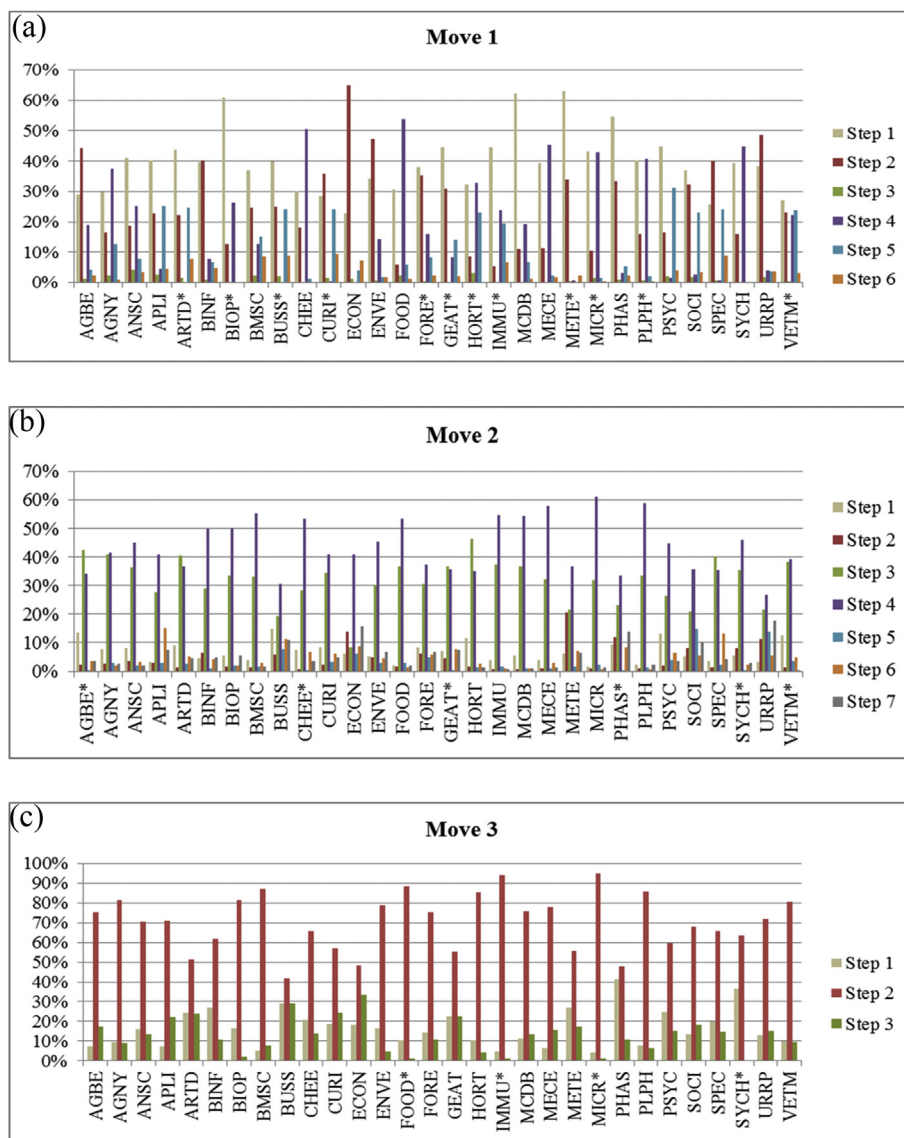 (a)
Move 1
70%
60%
50%
40%
30%
20%
10%
0%
AGBE
AGNY
ANSC
APLI
ARTD*
BINF
BIOP*
BMSC
BUSS*
CHEE
CURI*
ECON
ENVE
FOOD
FORE*
GEAT*
HORT*
IMMU*
MCDB
MECE
METE*
MICR*
PHAS
PLPH*
PSYC
SOCI
SPEC
SYCH
URRP
VETM*
Step 1
Step 2
Step 3
Step 4
Step 5
Step 6
(b)
Move 2
70%
60%
50%
40%
30%
20%
10%
0%
AGBE*
AGNY
ANSC
APLI
ARTD
BINF
BIOP
BMSC
BUSS
CHEE*
CURI
ECON
ENVE
FOOD
FORE
GEAT*
HORT
IMMU
MCDB
MECE
METE
MICR
PHAS*
PLPH
PSYC
SOCI
SPEC
SYCH*
URRP
VETM*
Step 1
Step 2
Step 3
Step 4
Step 5
Step 6
Step 7
(c)
Move 3
100%
90%
80%
70%
60%
50%
40%
30%
20%
10%
0%
AGBE
AGNY
ANSC
APLI
ARTD
BINF
BIOP
BMSC
BUSS
CHEE
CURI
ECON
ENVE
FOOD*
FORE
GEAT
HORT
IMMU*
MCDB
MECE
METE
MICR*
PHAS
PLPH
PSYC
SOCI
SPEC
SYCH*
URRP
VETM
Step 1
Step 2
Step 3